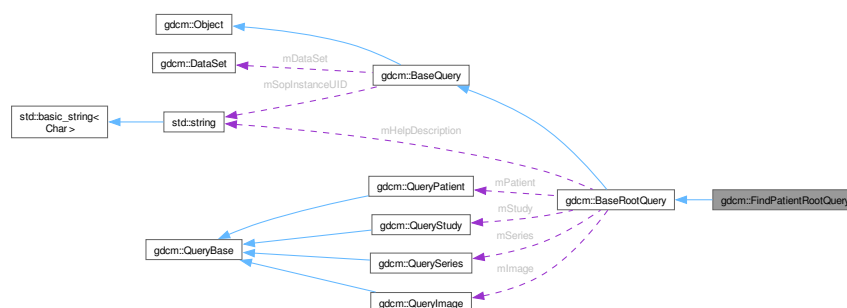 gdcm::Object
gdcm::DataSet
mDataSet
gdcm::BaseQuery
mSopInstanceUID
std::basic_string<
Char >
std::string
mHelpDescription
gdcm::QueryPatient
mPatient
gdcm::BaseRootQuery
gdcm::FindPatientRootQuery
mStudy
gdcm::QueryStudy
mSeries
gdcm::QueryBase
gdcm::QuerySeries
mImage
gdcm::QueryImage